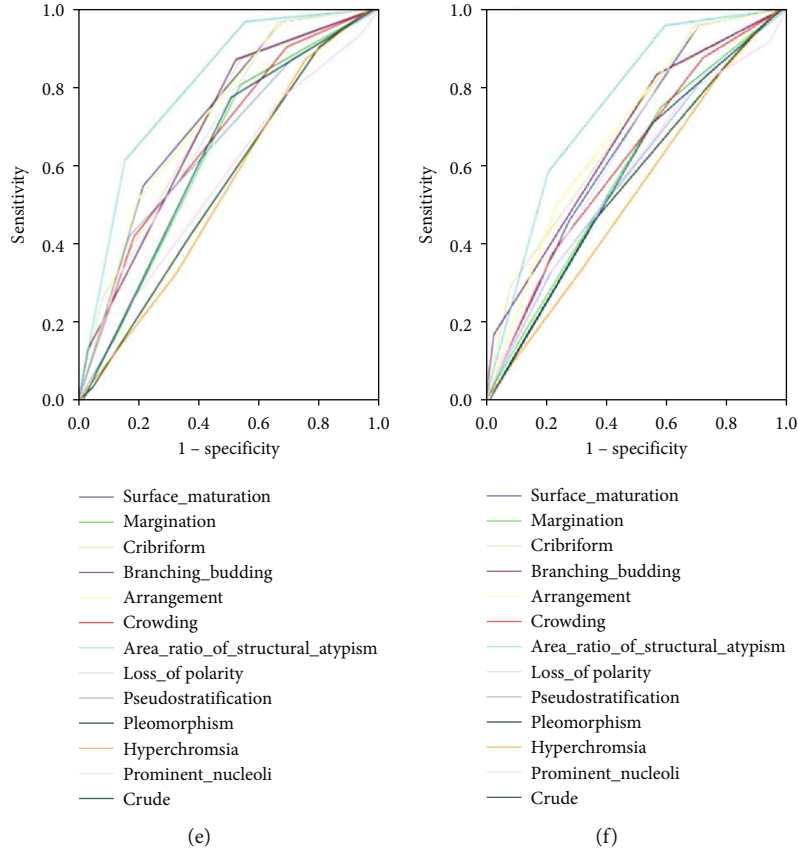 1.0
0.8
0.6
0.4
0.2
0.0
Sensitivity
0.0 0.2 0.4 0.6 0.8 1.0
1 – specificity
Surface_maturation
Margination
Cribriform
Branching_budding
Arrangement
Crowding
Area_ratio_of_structural_atypism
Loss_of polarity
Pseudostratification
Pleomorphism
Hyperchromsia
Prominent_nucleoli
Crude
(e)
1.0
0.8
0.6
0.4
0.2
0.0
Sensitivity
0.0 0.2 0.4 0.6 0.8 1.0
1 – specificity
Surface_maturation
Margination
Cribriform
Branching_budding
Arrangement
Crowding
Area_ratio_of_structural_atypism
Loss_of polarity
Pseudostratification
Pleomorphism
Hyperchromsia
Prominent_nucleoli
Crude
(f)